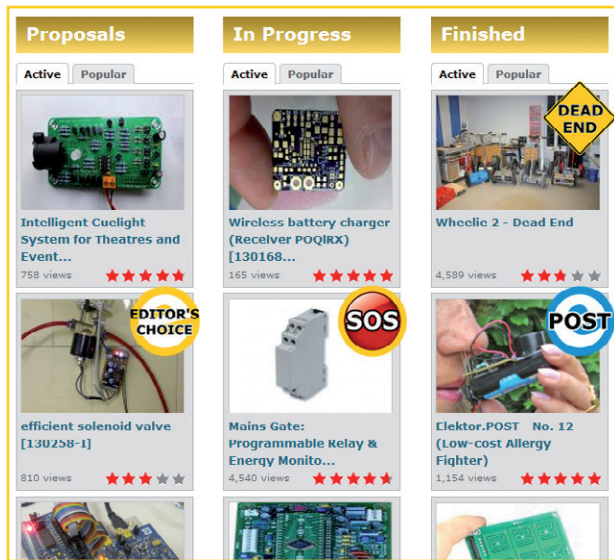 Proposals
Active Popular
Intelligent Cuelight
System for Theatres and
Event...
758 views
EDITOR'S
CHOICE
efficient solenoid valve
[130258-I]
810 views
In Progress
Active Popular
Wireless battery charger
(Receiver POQiRX)
[130168...
165 views
SOS
Mains Gate:
Programmable Relay &
Energy Monito...
4,540 views
Finished
Active Popular
DEAD
END
Wheelie 2 - Dead End
4,589 views
POST
Elektor.POST No. 12
(Low-cost Allergy
Fighter)
1,154 views